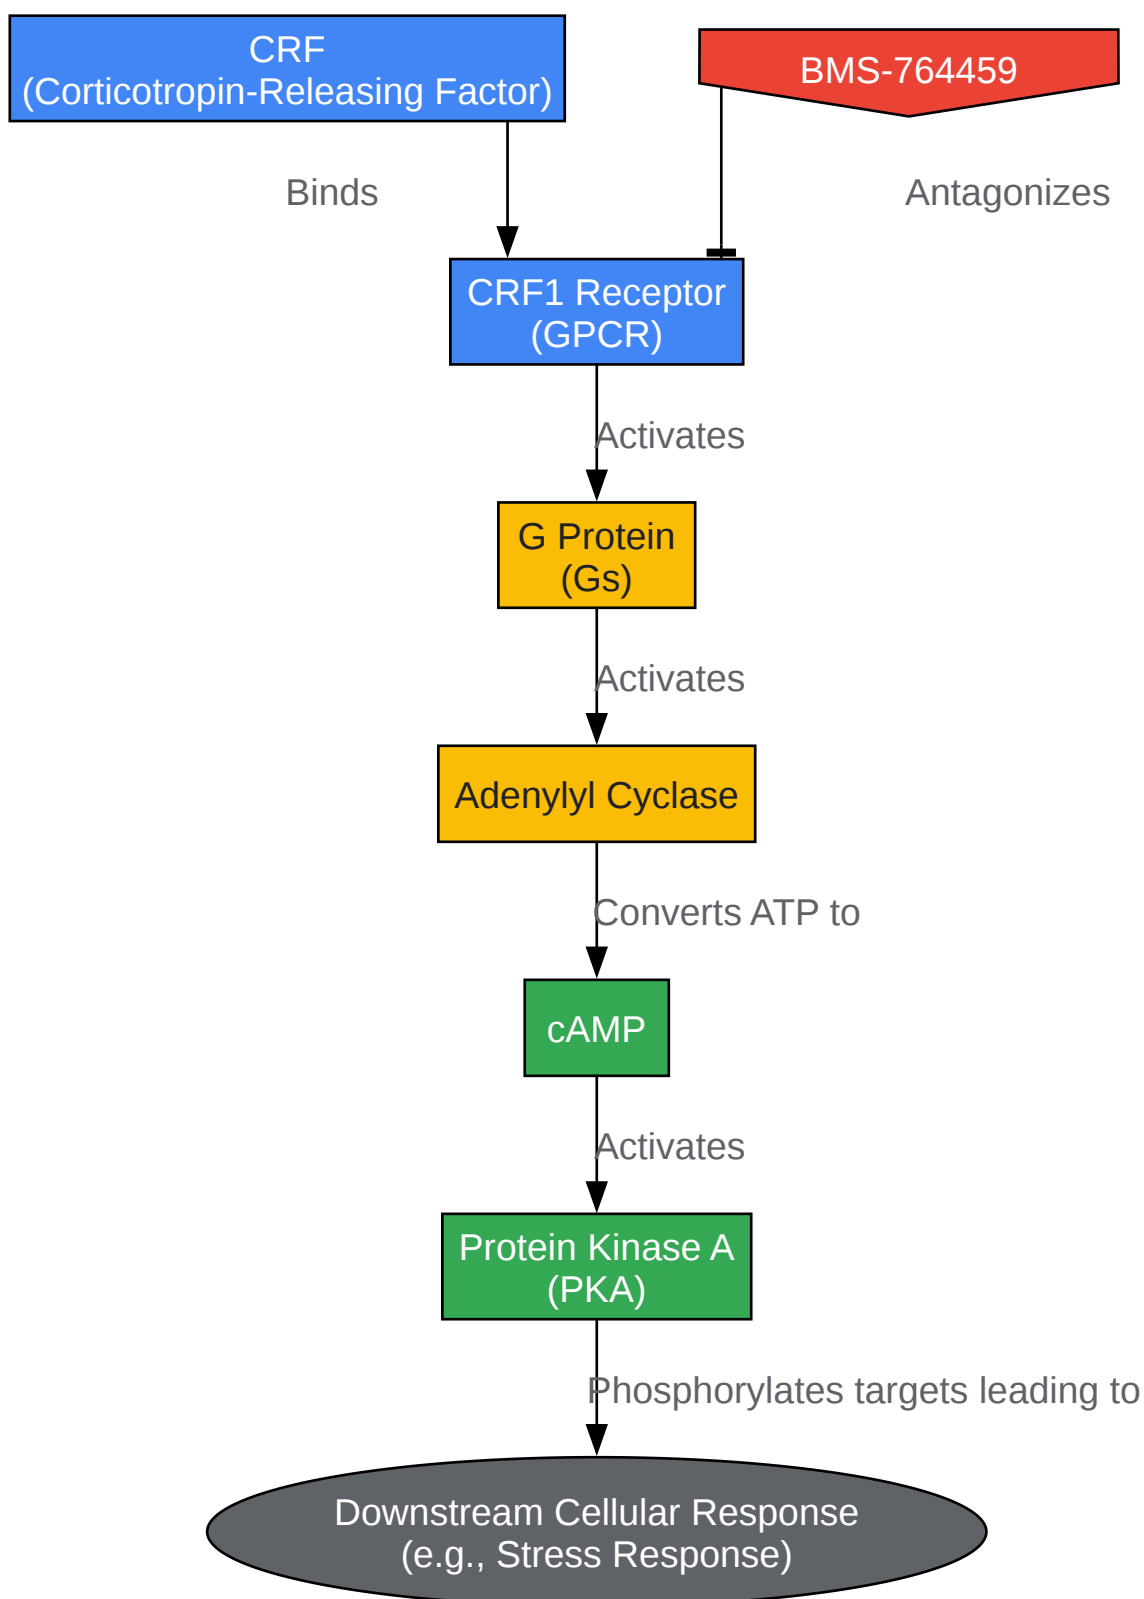 CRF
(Corticotropin-Releasing Factor)
BMS-764459
Binds
Antagonizes
CRF1 Receptor
(GPCR)
Activates
G Protein
(Gs)
Activates
Adenylyl Cyclase
Converts ATP to
cAMP
Activates
Protein Kinase A
(PKA)
Phosphorylates targets leading to
Downstream Cellular Response
(e.g., Stress Response)